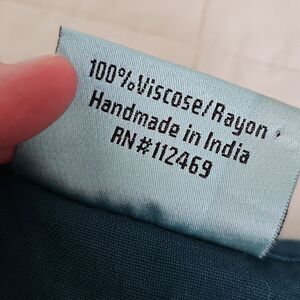 100% Viscose/Rayon
Handmade in India
RN #112469